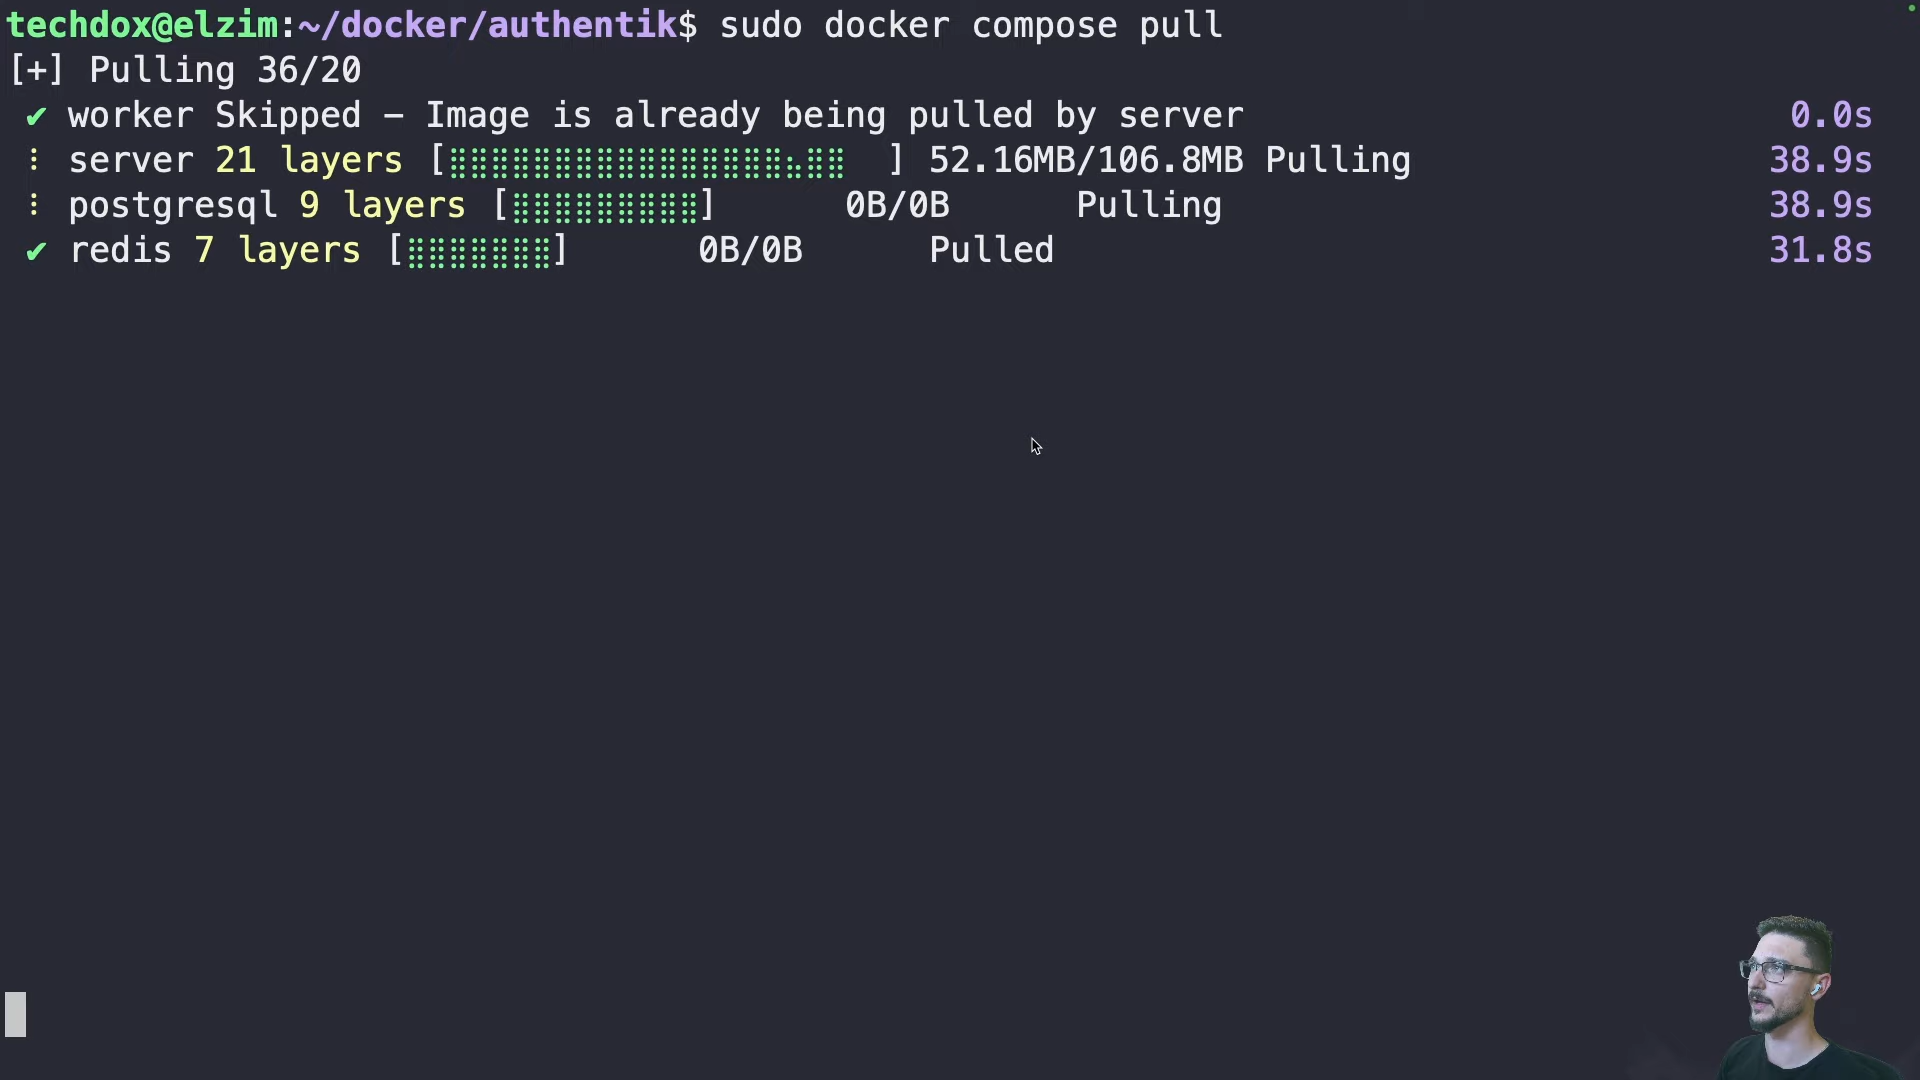 techdox@elzim:~/docker/authentik$ sudo docker compose pull
[+] Pulling 36/20
✔ worker Skipped – Image is already being pulled by server 0.0s
⋮ server 21 layers [⣿⣿⣿⣿⣿⣿⣿⣿⣿⣿⣿⣿⣿⣿⣿⣿⣄⣿⣿  ] 52.16MB/106.8MB Pulling 38.9s
⋮ postgresql 9 layers [⣿⣿⣿⣿⣿⣿⣿⣿⣿] 0B/0B Pulling 38.9s
✔ redis 7 layers [⣿⣿⣿⣿⣿⣿⣿] 0B/0B Pulled 31.8s